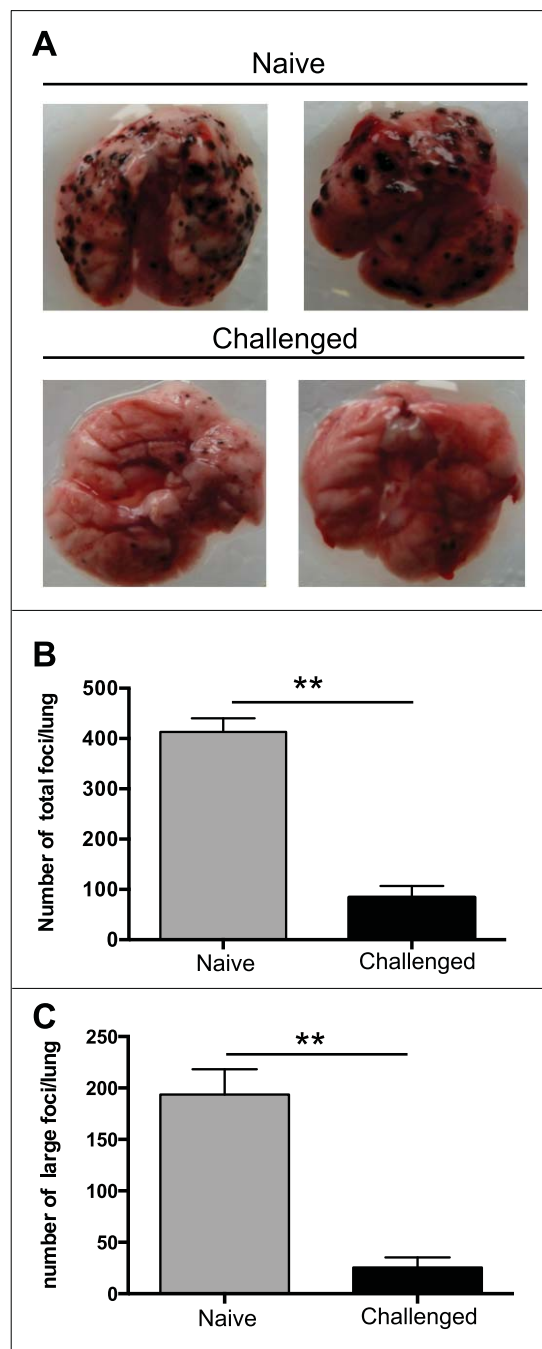 A
Naive
Challenged
B
**
Number of total foci/lung
500
400
300
200
100
0
Naive
Challenged
C
**
number of large foci/lung
250
200
150
100
50
0
Naive
Challenged